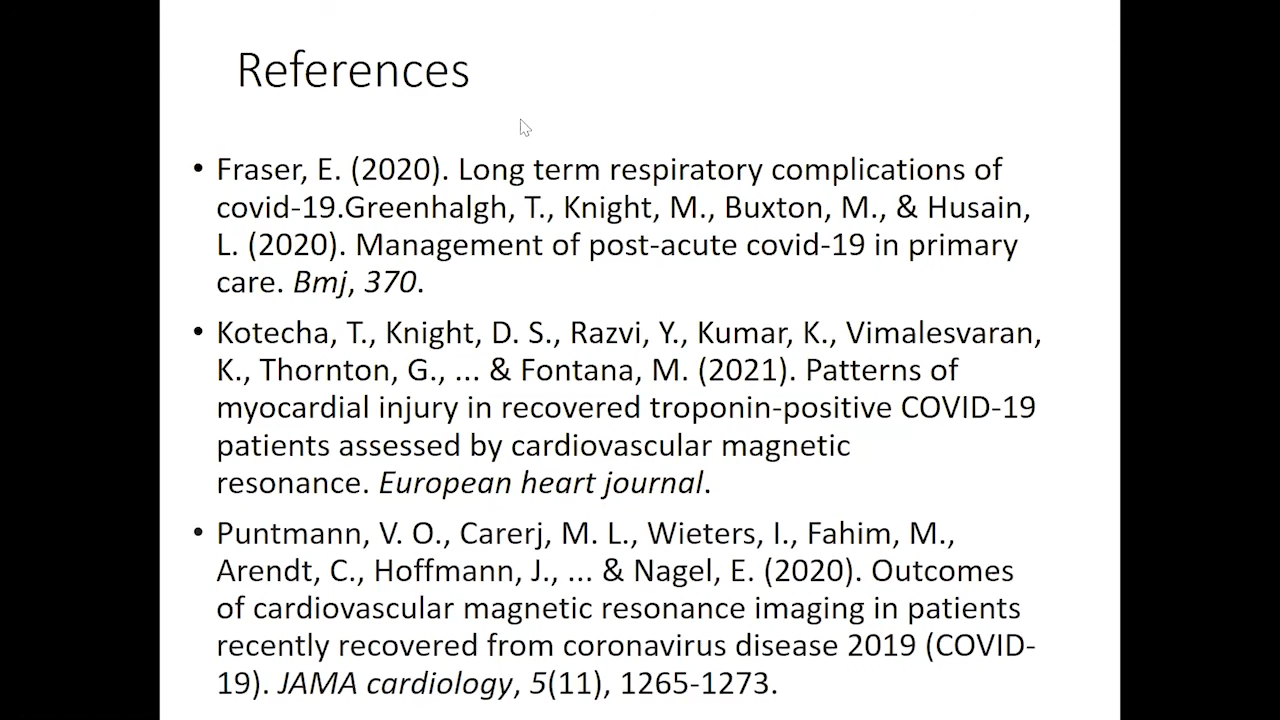 References
• Fraser, E. (2020). Long term respiratory complications of
covid-19.Greenhalgh, T., Knight, M., Buxton, M., & Husain,
L. (2020). Management of post-acute covid-19 in primary
care. Bmj, 370.
• Kotecha, T., Knight, D. S., Razvi, Y., Kumar, K., Vimalesvaran,
K., Thornton, G., ... & Fontana, M. (2021). Patterns of
myocardial injury in recovered troponin-positive COVID-19
patients assessed by cardiovascular magnetic
resonance. European heart journal.
• Puntmann, V. O., Carerj, M. L., Wieters, I., Fahim, M.,
Arendt, C., Hoffmann, J., ... & Nagel, E. (2020). Outcomes
of cardiovascular magnetic resonance imaging in patients
recently recovered from coronavirus disease 2019 (COVID-
19). JAMA cardiology, 5(11), 1265-1273.